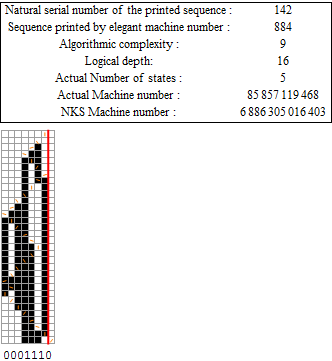 Natural serial number of the printed sequence : 142
Sequence printed by elegant machine number : 884
Algorithmic complexity : 9
Logical depth: 16
Actual Number of states : 5
Actual Machine number : 85 857 119 468
NKS Machine number : 6 886 305 016 403
0001110